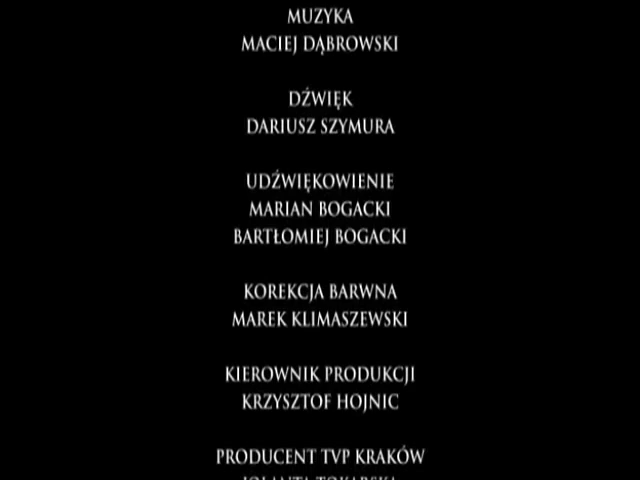 MUZYKA
MACIEJ DĄBROWSKI
DŹWIĘK
DARIUSZ SZYMURA
UDŹWIĘKOWIENIE
MARIAN BOGACKI
BARTŁOMIEJ BOGACKI
KOREKCJA BARWNA
MAREK KLIMASZEWSKI
KIEROWNIK PRODUKCJI
KRZYSZTOF HOJNIC
PRODUCENT TVP KRAKÓW